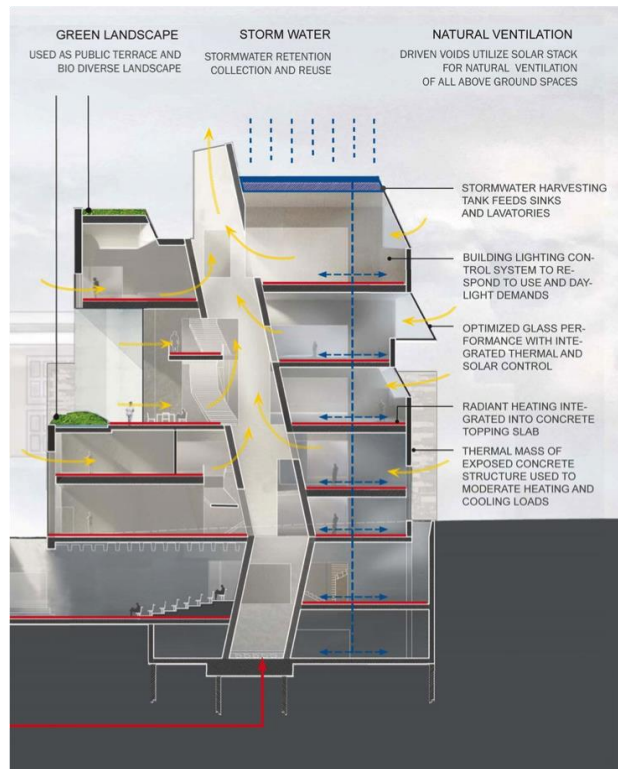 GREEN LANDSCAPE
USED AS PUBLIC TERRACE AND
BIO DIVERSE LANDSCAPE
STORM WATER
STORMWATER RETENTION
COLLECTION AND REUSE
NATURAL VENTILATION
DRIVEN VOIDS UTILIZE SOLAR STACK
FOR NATURAL VENTILATION
OF ALL ABOVE GROUND SPACES
STORMWATER HARVESTING
TANK FEEDS SINKS
AND LAVATORIES
BUILDING LIGHTING CON-
TROL SYSTEM TO RE-
SPOND TO USE AND DAY-
LIGHT DEMANDS
OPTIMIZED GLASS PER-
FORMANCE WITH INTE-
GRATED THERMAL AND
SOLAR CONTROL
RADIANT HEATING INTE-
GRATED INTO CONCRETE
TOPPING SLAB
THERMAL MASS OF
EXPOSED CONCRETE
STRUCTURE USED TO
MODERATE HEATING AND
COOLING LOADS